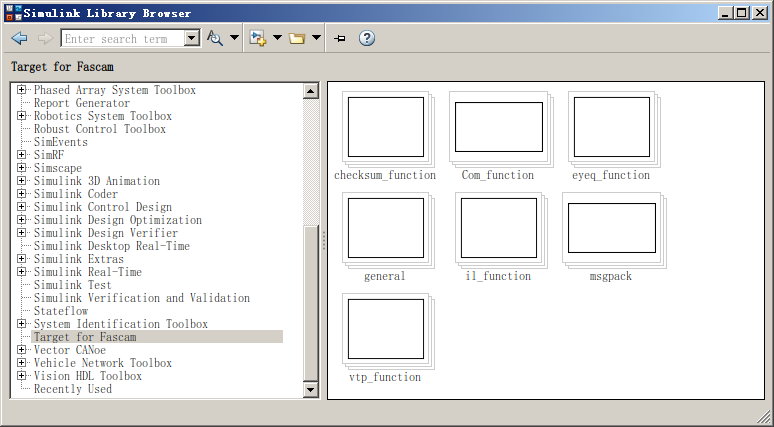 Simulink Library Browser
Enter search term
Target for Fascam
Phased Array System Toolbox
Report Generator
Robotics System Toolbox
Robust Control Toolbox
SimEvents
SimRF
Simscape
Simulink 3D Animation
Simulink Coder
Simulink Control Design
Simulink Design Optimization
Simulink Design Verifier
Simulink Desktop Real-Time
Simulink Extras
Simulink Real-Time
Simulink Test
Simulink Verification and Validation
Stateflow
System Identification Toolbox
Target for Fascam
Vector CANoe
Vehicle Network Toolbox
Vision HDL Toolbox
Recently Used
checksum_function Com_function eyeq_function
general il_function msgpack
vtp_function